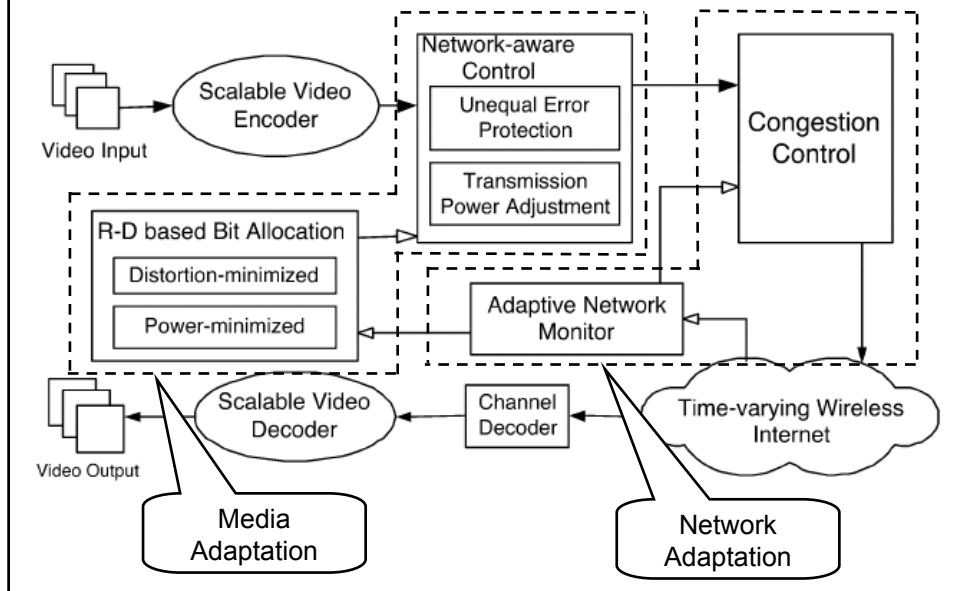 Video Input
Scalable Video
Encoder
Network-aware
Control
Unequal Error
Protection
Transmission
Power Adjustment
Congestion
Control
R-D based Bit Allocation
Distortion-minimized
Power-minimized
Adaptive Network
Monitor
Time-varying Wireless
Internet
Channel
Decoder
Scalable Video
Decoder
Video Output
Media
Adaptation
Network
Adaptation